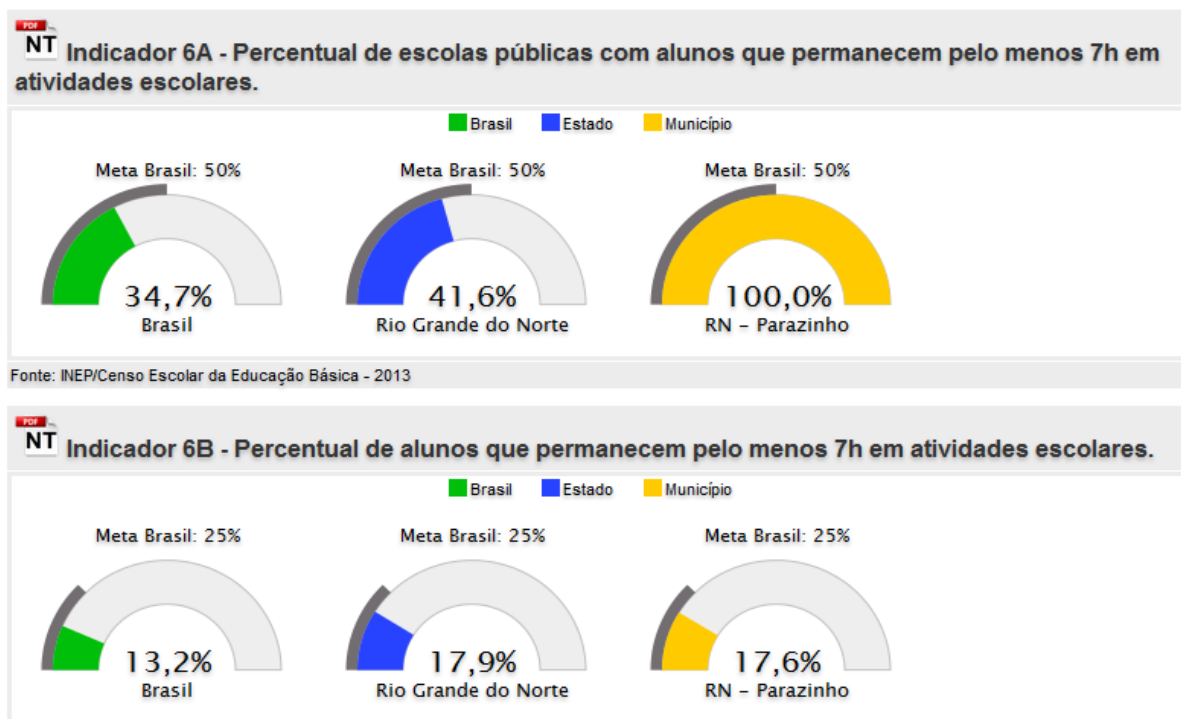 PDF
NT Indicador 6A - Percentual de escolas públicas com alunos que permanecem pelo menos 7h em
atividades escolares.
Brasil Estado Município
Meta Brasil: 50% Meta Brasil: 50% Meta Brasil: 50%
34,7% 41,6% 100,0%
Brasil Rio Grande do Norte RN – Parazinho
Fonte: INEP/Censo Escolar da Educação Básica - 2013
PDF
NT Indicador 6B - Percentual de alunos que permanecem pelo menos 7h em atividades escolares.
Brasil Estado Município
Meta Brasil: 25% Meta Brasil: 25% Meta Brasil: 25%
13,2% 17,9% 17,6%
Brasil Rio Grande do Norte RN – Parazinho